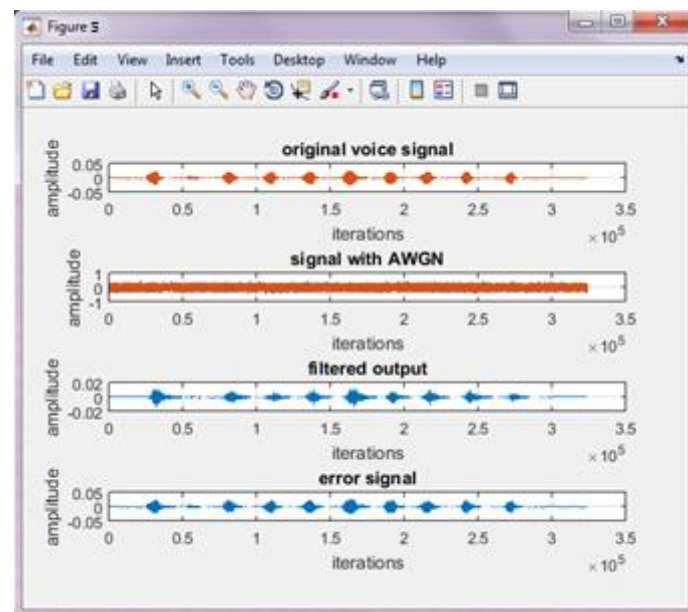 Figure 5
File Edit View Insert Tools Desktop Window Help
original voice signal
amplitude
0.05
0
-0.05
0 0.5 1 1.5 2 2.5 3 3.5
iterations
×10^5
signal with AWGN
amplitude
1
0
-1
0 0.5 1 1.5 2 2.5 3 3.5
iterations
×10^5
filtered output
amplitude
0.02
0
-0.02
0 0.5 1 1.5 2 2.5 3 3.5
iterations
×10^5
error signal
amplitude
0.05
0
-0.05
0 0.5 1 1.5 2 2.5 3 3.5
iterations
×10^5